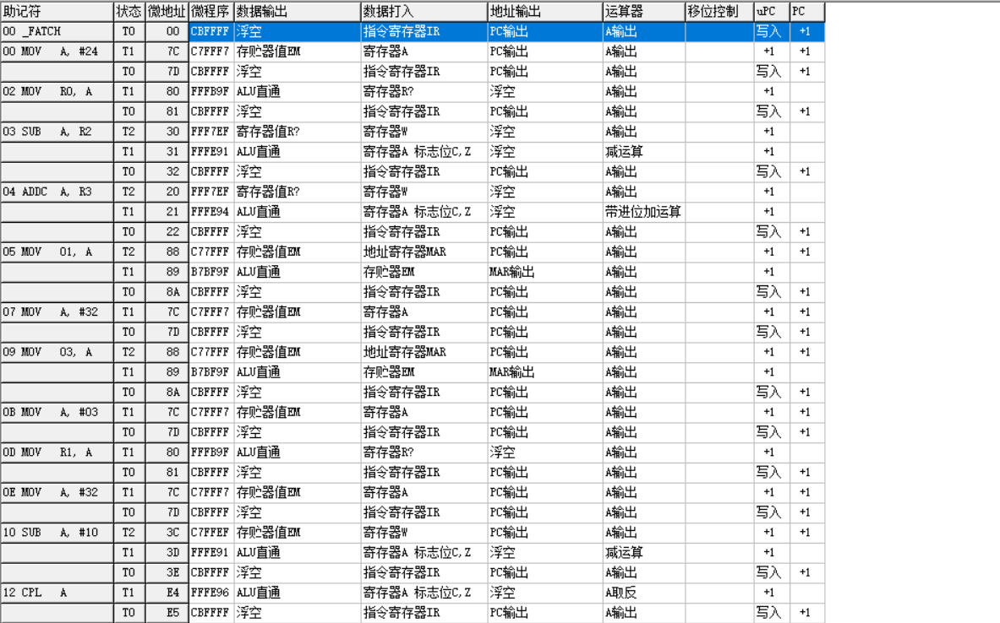 助记符 状态 微地址 微程序 数据输出 数据打入 地址输出 运算器 移位控制 uPC PC
00 _FATCH T0 00 CBFFFF 浮空 指令寄存器IR PC输出 A输出 写入 +1
00 MOV A, #24 T1 7C C7FFF7 存贮器值EM 寄存器A PC输出 A输出 +1 +1
T0 7D CBFFFF 浮空 指令寄存器IR PC输出 A输出 写入 +1
02 MOV R0, A T1 80 FFFB9F ALU直通 寄存器R? 浮空 A输出 +1
T0 81 CBFFFF 浮空 指令寄存器IR PC输出 A输出 写入 +1
03 SUB A, R2 T2 30 FFF7EF 寄存器值R? 寄存器W 浮空 A输出 +1
T1 31 FFFE91 ALU直通 寄存器A 标志位C,Z 浮空 减运算 +1
T0 32 CBFFFF 浮空 指令寄存器IR PC输出 A输出 写入 +1
04 ADDC A, R3 T2 20 FFF7EF 寄存器值R? 寄存器W 浮空 A输出 +1
T1 21 FFFE94 ALU直通 寄存器A 标志位C,Z 浮空 带进位加运算 +1
T0 22 CBFFFF 浮空 指令寄存器IR PC输出 A输出 写入 +1
05 MOV 01, A T2 88 C77FFF 存贮器值EM 地址寄存器MAR PC输出 A输出 +1 +1
T1 89 B7BF9F ALU直通 存贮器EM MAR输出 A输出 +1
T0 8A CBFFFF 浮空 指令寄存器IR PC输出 A输出 写入 +1
07 MOV A, #32 T1 7C C7FFF7 存贮器值EM 寄存器A PC输出 A输出 +1 +1
T0 7D CBFFFF 浮空 指令寄存器IR PC输出 A输出 写入 +1
09 MOV 03, A T2 88 C77FFF 存贮器值EM 地址寄存器MAR PC输出 A输出 +1 +1
T1 89 B7BF9F ALU直通 存贮器EM MAR输出 A输出 +1
T0 8A CBFFFF 浮空 指令寄存器IR PC输出 A输出 写入 +1
0B MOV A, #03 T1 7C C7FFF7 存贮器值EM 寄存器A PC输出 A输出 +1 +1
T0 7D CBFFFF 浮空 指令寄存器IR PC输出 A输出 写入 +1
0D MOV R1, A T1 80 FFFB9F ALU直通 寄存器R? 浮空 A输出 +1
T0 81 CBFFFF 浮空 指令寄存器IR PC输出 A输出 写入 +1
0E MOV A, #32 T1 7C C7FFF7 存贮器值EM 寄存器A PC输出 A输出 +1 +1
T0 7D CBFFFF 浮空 指令寄存器IR PC输出 A输出 写入 +1
10 SUB A, #10 T2 3C C7FFEF 存贮器值EM 寄存器W PC输出 A输出 +1 +1
T1 3D FFFE91 ALU直通 寄存器A 标志位C,Z 浮空 减运算 +1
T0 3E CBFFFF 浮空 指令寄存器IR PC输出 A输出 写入 +1
12 CPL A T1 E4 FFFE96 ALU直通 寄存器A 标志位C,Z 浮空 A取反 +1
T0 E5 CBFFFF 浮空 指令寄存器IR PC输出 A输出 写入 +1